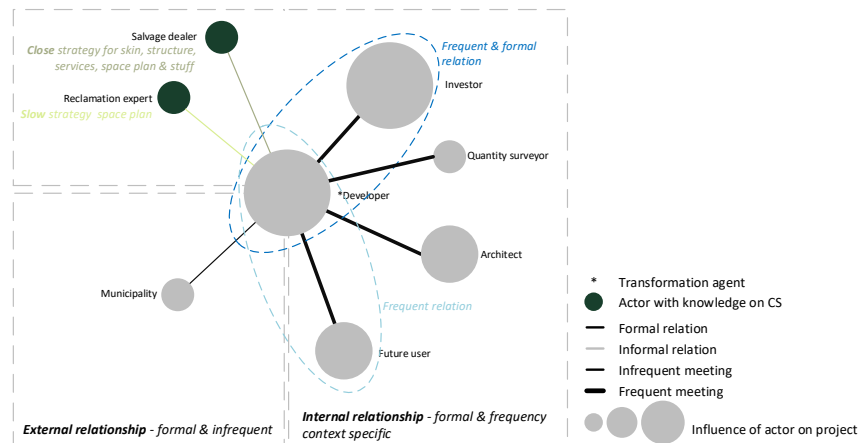 Salvage dealer
Close strategy for skin, structure,
services, space plan & stuff
Reclamation expert
Slow strategy space plan
Frequent & formal
relation
Investor
Quantity surveyor
*Developer
Architect
Municipality
Frequent relation
Future user
External relationship - formal & infrequent
Internal relationship - formal & frequency
context specific
* Transformation agent
Actor with knowledge on CS
Formal relation
Informal relation
Infrequent meeting
Frequent meeting
Influence of actor on project